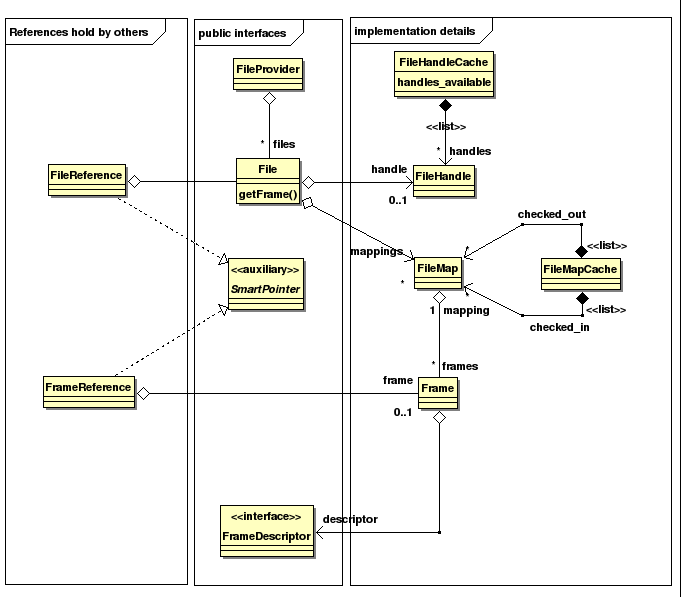 References hold by others
public interfaces
implementation details
FileProvider
FileHandleCache
handles_available
<<list>>
* files
* handles
FileReference
File
getFrame()
handle
0..1
FileHandle
mappings
*
FileMap
checked_out
*
<<list>>
FileMapCache
<<list>>
*
checked_in
<<auxiliary>>
SmartPointer
1 mapping
* frames
FrameReference
frame
0..1
Frame
<<interface>>
FrameDescriptor
descriptor